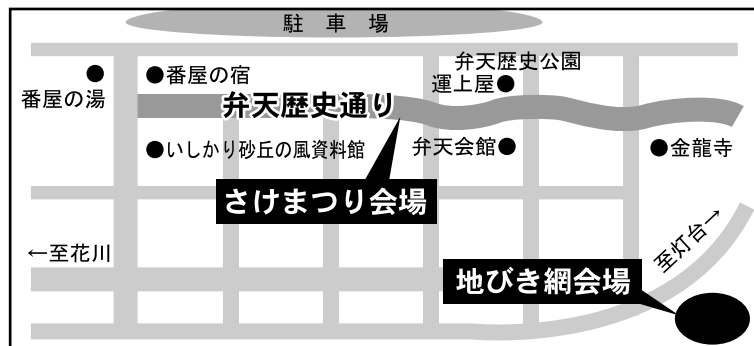 駐 車 場
弁天歴史公園
番屋の湯
●番屋の宿
運上屋●
弁天歴史通り
●いしかり砂丘の風資料館
弁天会館●
●金龍寺
さけまつり会場
←至花川
至灯台→
地びき網会場